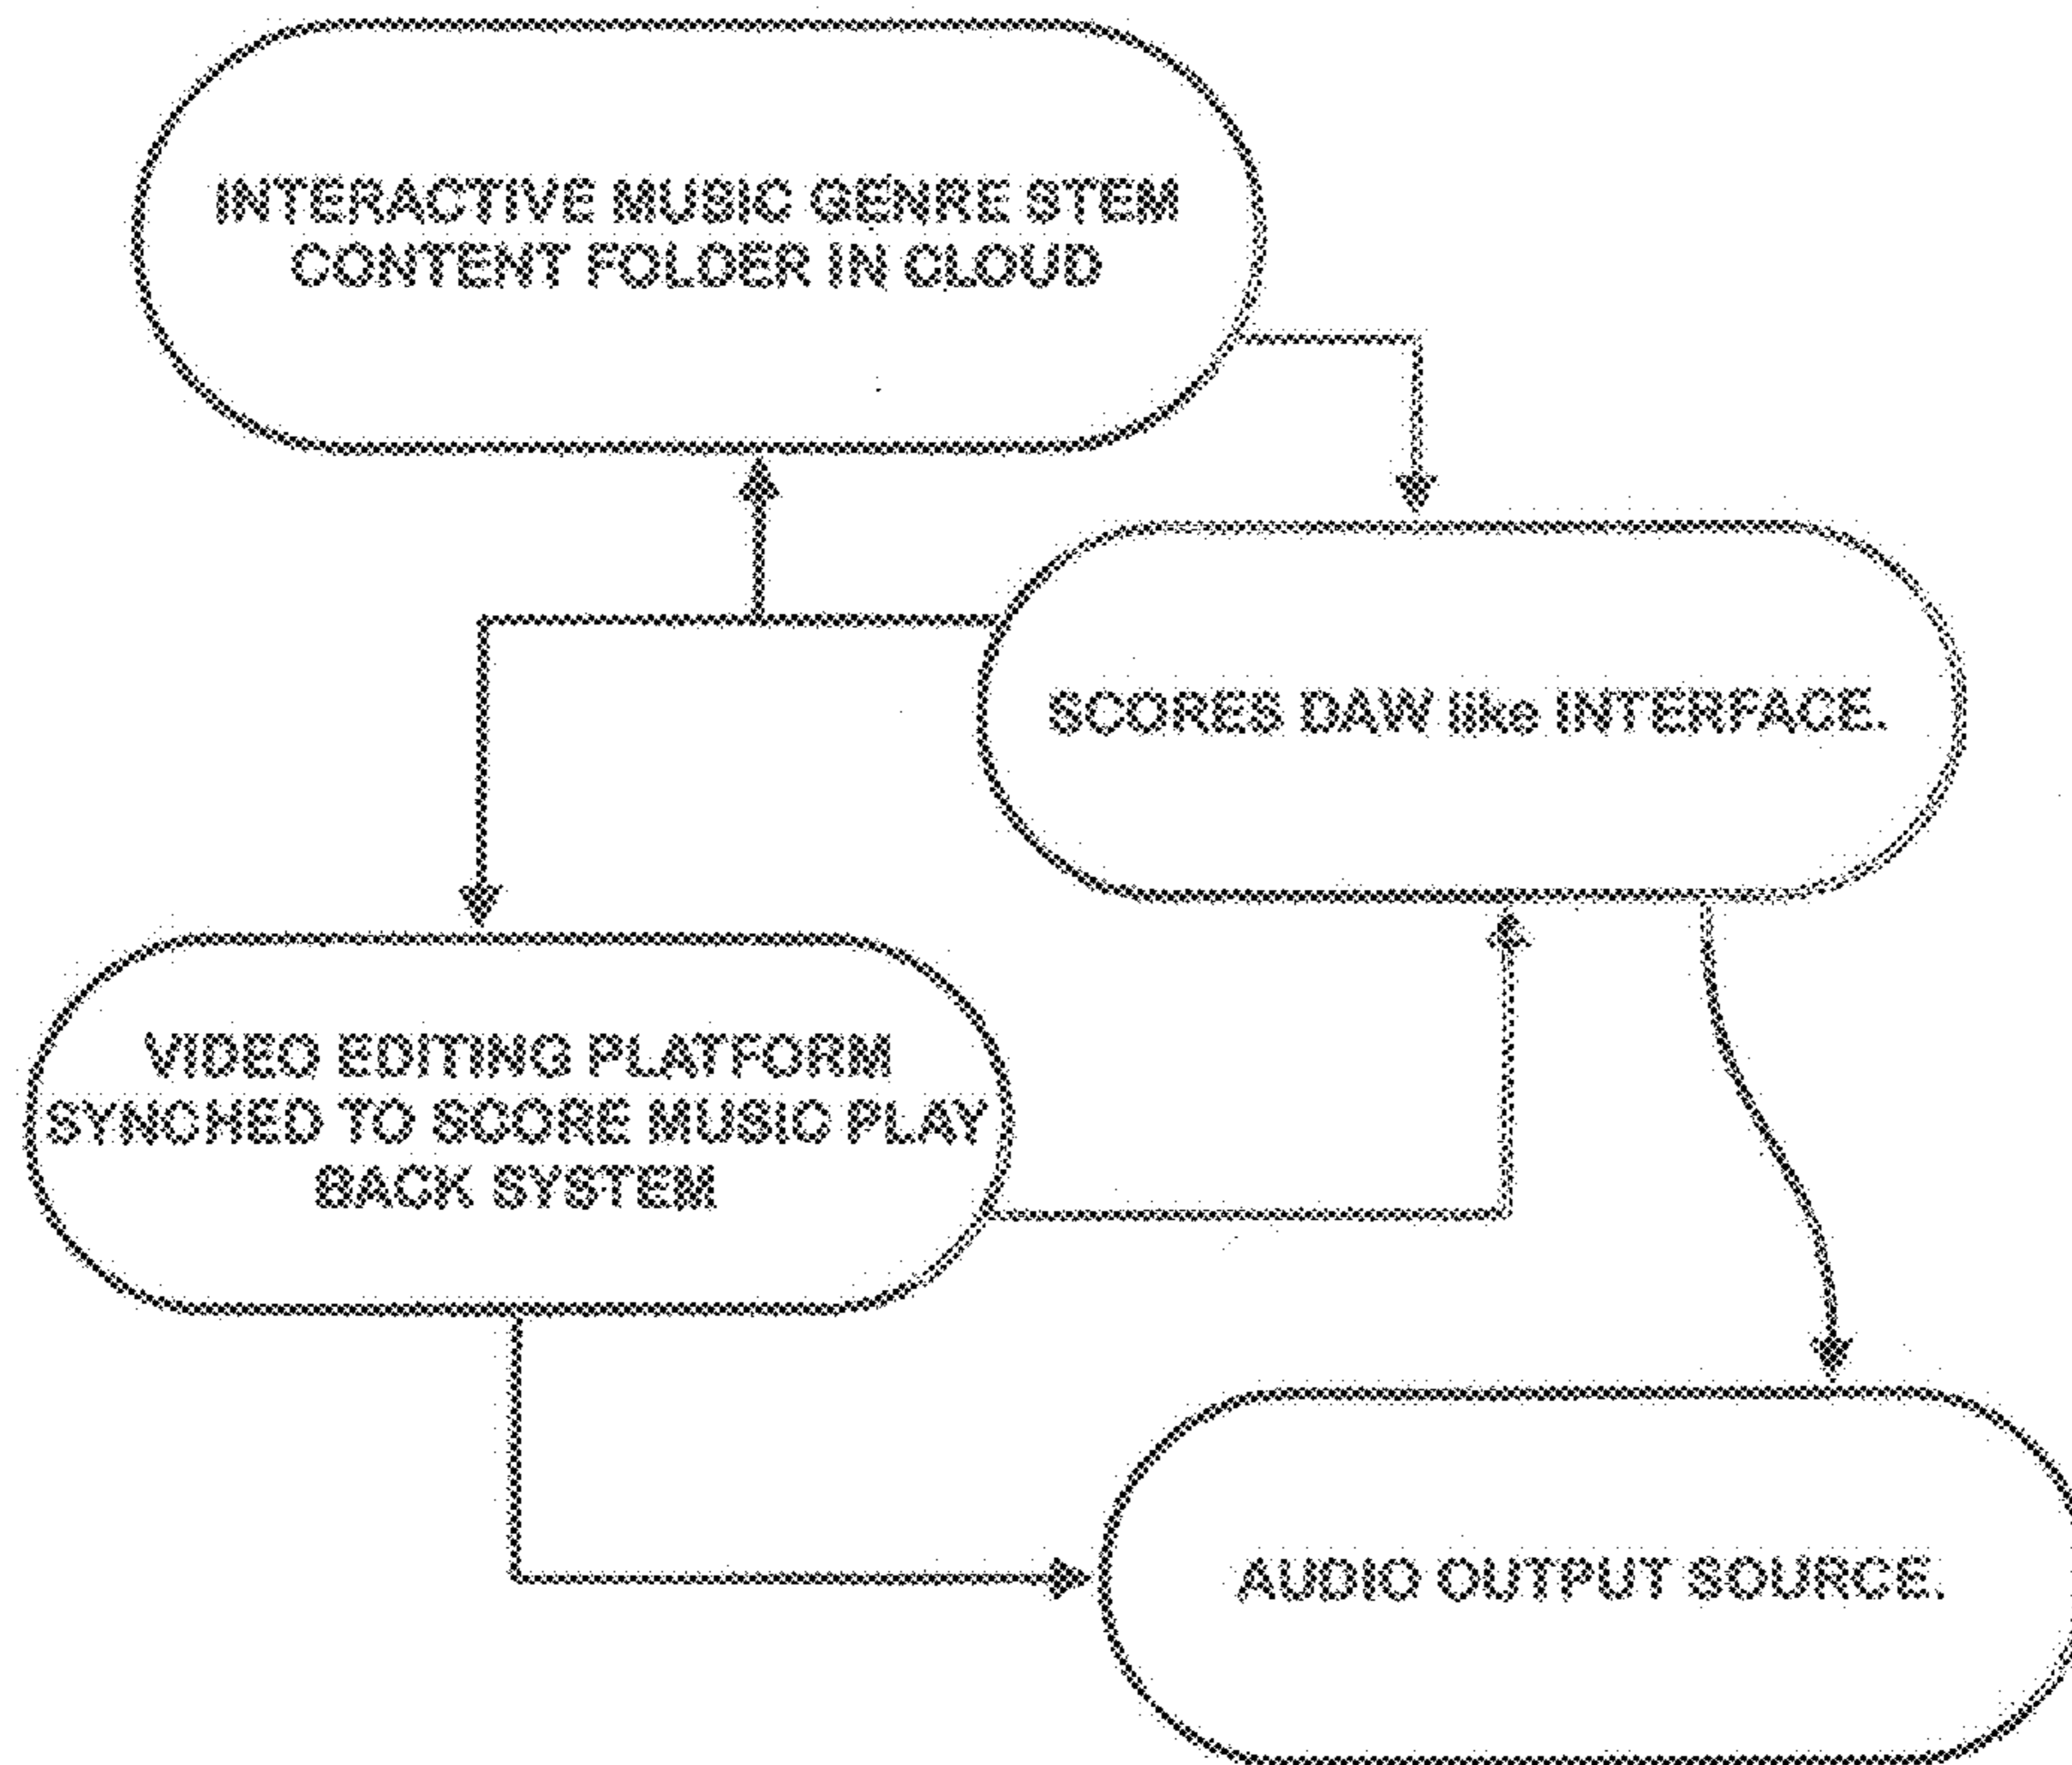 INTERACTIVE MUSIC GENRE STEM
CONTENT FOLDER IN CLOUD
SCORES DAW like INTERFACE.
VIDEO EDITING PLATFORM
SYNCHED TO SCORE MUSIC PLAY
BACK SYSTEM
AUDIO OUTPUT SOURCE.